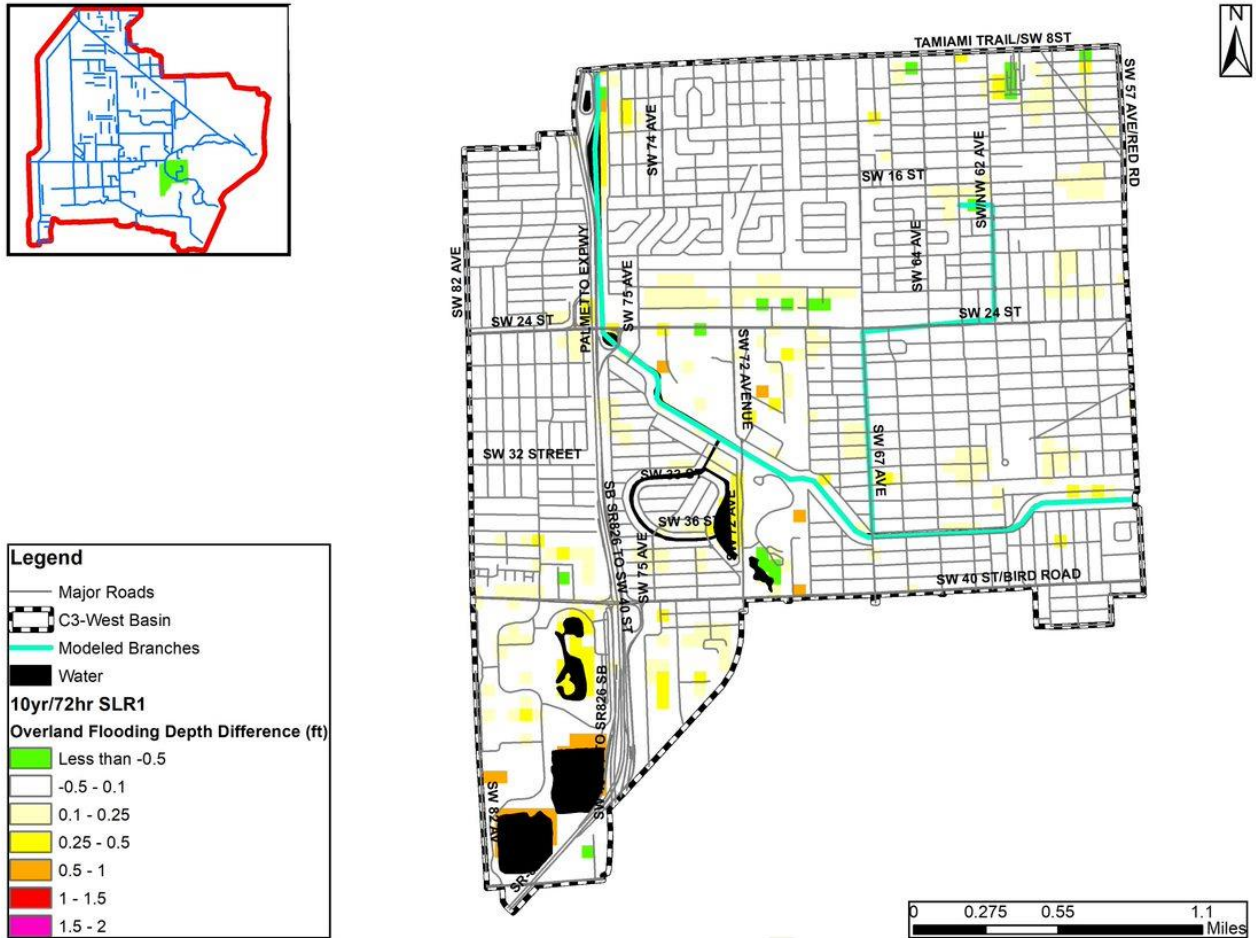 N
TAMIAMI TRAIL/SW 8ST
SW 57 AVE/RED RD
SW 74 AVE
SW 16 ST
SW/NW 62 AVE
SW 64 AVE
SW 82 AVE
PALMETTO EXPWY
SW 75 AVE
SW 24 ST
SW 24 ST
SW 72 AVENUE
SW 67 AVE
SW 32 STREET
SW 33 ST
SB SR826 TO SW 40 ST
SW 36 ST
SW 72 AVE
SW 75 AVE
SW 40 ST/BIRD ROAD
TO SR826 SB
SW 82 AV
Legend
Major Roads
C3-West Basin
Modeled Branches
Water
10yr/72hr SLR1
Overland Flooding Depth Difference (ft)
Less than -0.5
-0.5 - 0.1
0.1 - 0.25
0.25 - 0.5
0.5 - 1
1 - 1.5
1.5 - 2
0 0.275 0.55 1.1
Miles